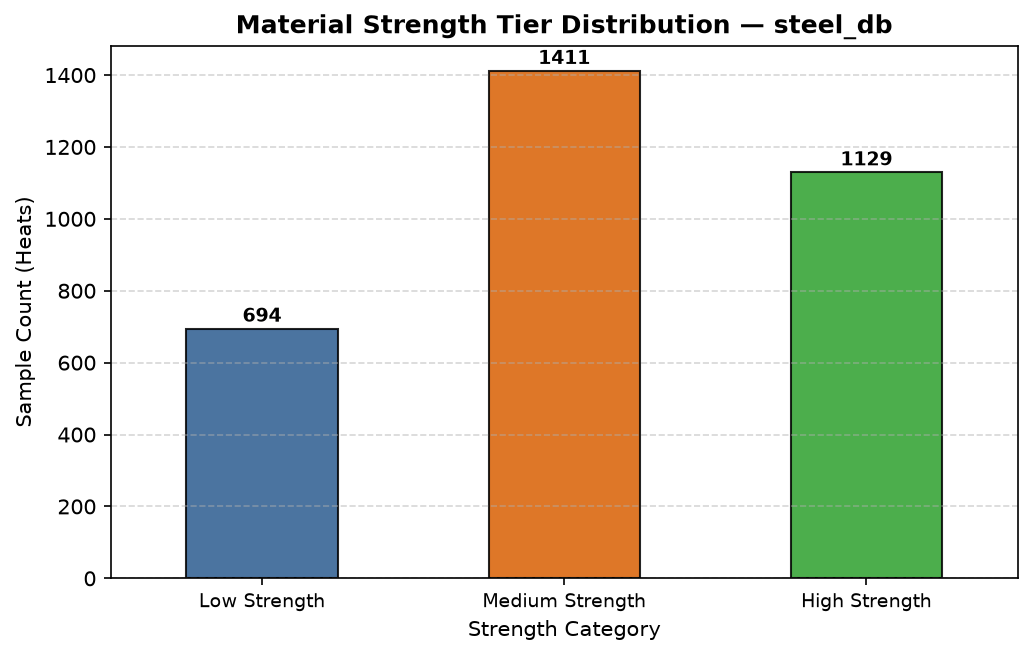 Material Strength Tier Distribution — steel_db
1411
1129
694
1400
1200
1000
800
600
400
200
0
Sample Count (Heats)
Low Strength
Medium Strength
High Strength
Strength Category